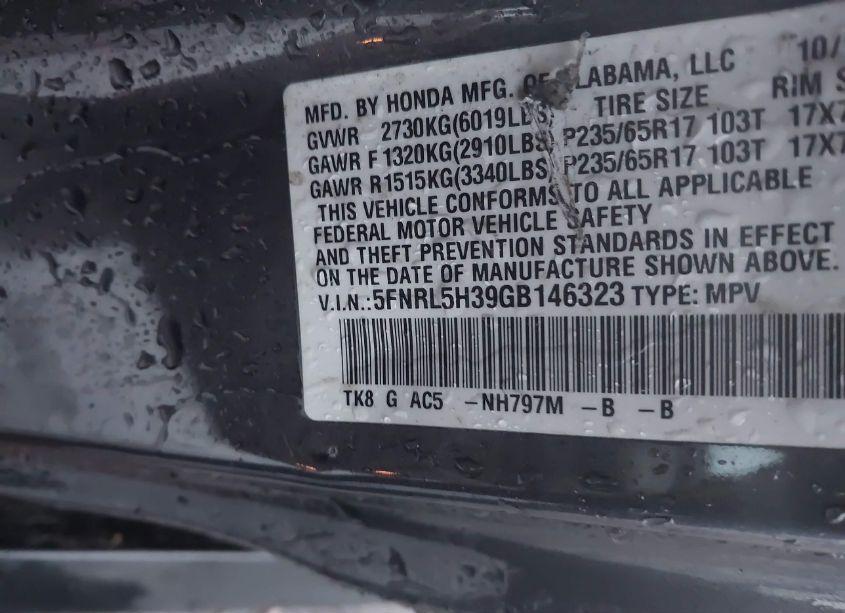 MFD. BY HONDA MFG. OF ALABAMA, LLC 10/
GVWR 2730KG(6019LBS) TIRE SIZE RIM S
GAWR F1320KG(2910LBS) P235/65R17 103T 17X7
GAWR R1515KG(3340LBS) P235/65R17 103T 17X7
THIS VEHICLE CONFORMS TO ALL APPLICABLE
FEDERAL MOTOR VEHICLE SAFETY
AND THEFT PREVENTION STANDARDS IN EFFECT
ON THE DATE OF MANUFACTURE SHOWN ABOVE.
V.I.N.:5FNRL5H39GB146323 TYPE: MPV
TK8 G AC5 -NH797M -B -B